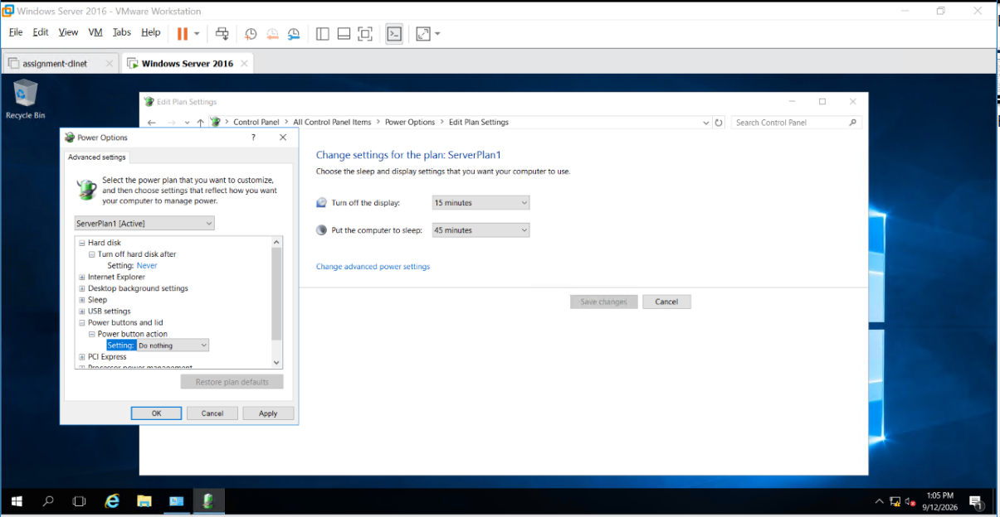 Windows Server 2016 - VMware Workstation
File Edit View VM Tabs Help
assignment-dlnet
Windows Server 2016
Recycle Bin
Edit Plan Settings
Control Panel > All Control Panel Items > Power Options > Edit Plan Settings
Search Control Panel
Power Options
?
Advanced settings
Select the power plan that you want to customize,
and then choose settings that reflect how you want
your computer to manage power.
ServerPlan1 [Active]
Hard disk
Turn off hard disk after
Setting: Never
Internet Explorer
Desktop background settings
Sleep
USB settings
Power buttons and lid
Power button action
Setting: Do nothing
PCI Express
Processor power management
Restore plan defaults
OK
Cancel
Apply
Change settings for the plan: ServerPlan1
Choose the sleep and display settings that you want your computer to use.
Turn off the display: 15 minutes
Put the computer to sleep: 45 minutes
Change advanced power settings
Save changes
Cancel
1:05 PM
9/12/2026
1